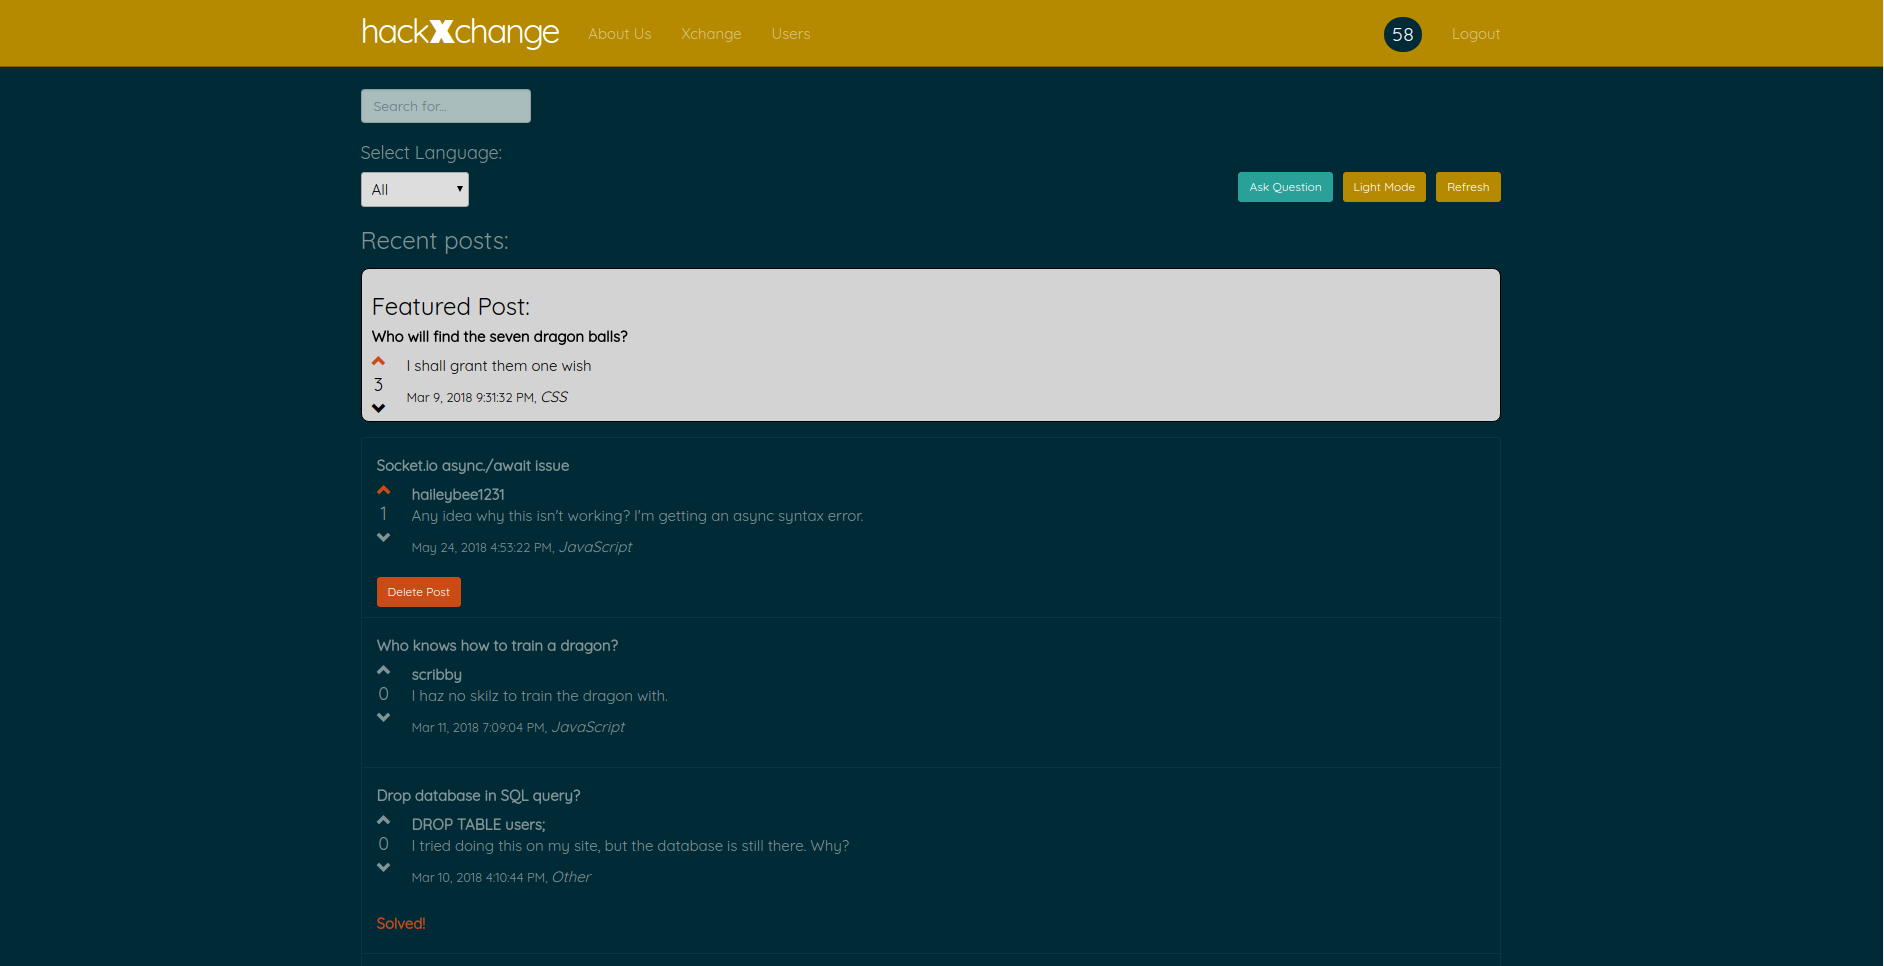 hackXchange About Us Xchange Users 58 Logout
Search for...
Select Language:
All
Ask Question Light Mode Refresh
Recent posts:
Featured Post:
Who will find the seven dragon balls?
I shall grant them one wish
3
Mar 9, 2018 9:31:32 PM, CSS
Socket.io async./await issue
haileybee1231
1
Any idea why this isn't working? I'm getting an async syntax error.
May 24, 2018 4:53:22 PM, JavaScript
Delete Post
Who knows how to train a dragon?
scribby
0
I haz no skilz to train the dragon with.
Mar 11, 2018 7:09:04 PM, JavaScript
Drop database in SQL query?
DROP TABLE users;
0
I tried doing this on my site, but the database is still there. Why?
Mar 10, 2018 4:10:44 PM, Other
Solved!